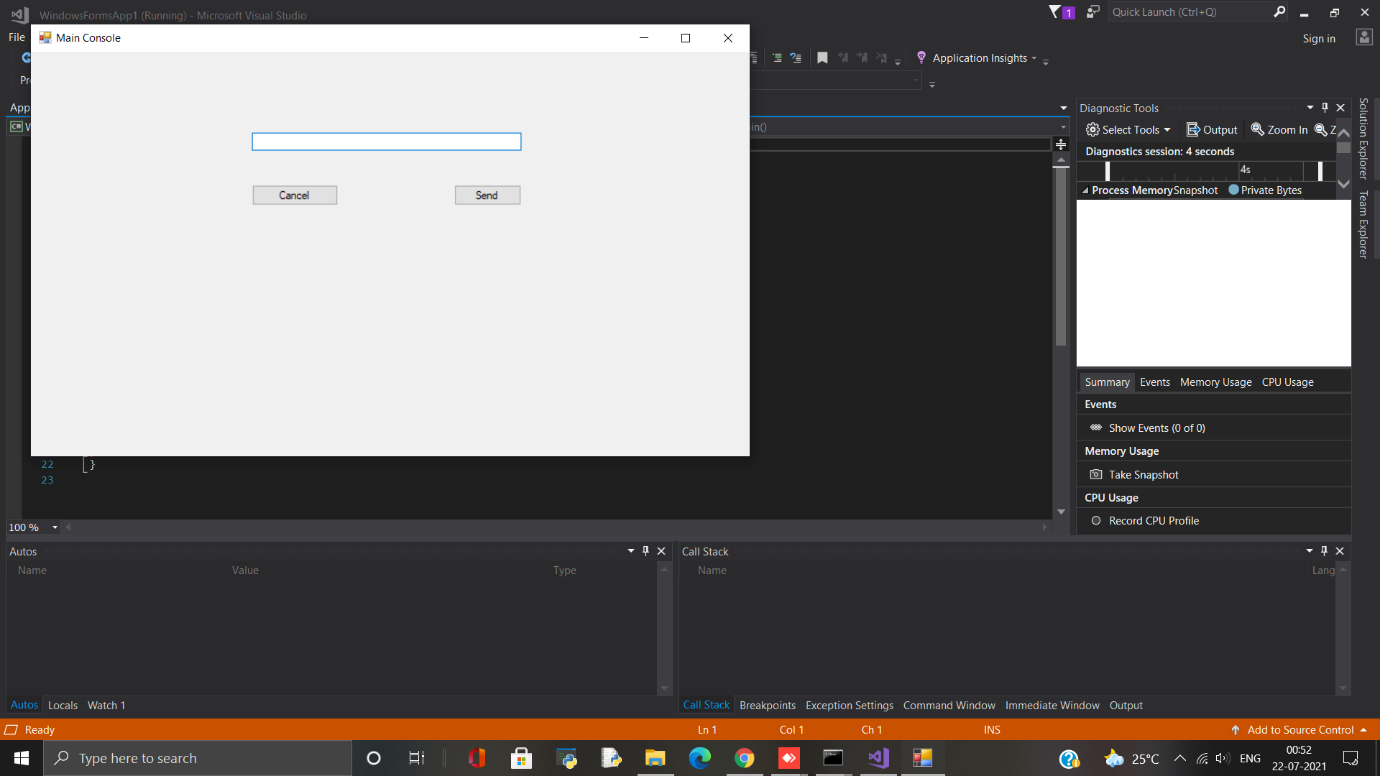 WindowsFormsApp1 (Running) - Microsoft Visual Studio
1
Quick Launch (Ctrl+Q)
File
Main Console
Sign in
Application Insights
Cancel
Send
in()
22
}
23
100 %
Diagnostic Tools
Select Tools
Output
Zoom In
Diagnostics session: 4 seconds
4s
Process Memory
Snapshot
Private Bytes
Summary
Events
Memory Usage
CPU Usage
Events
Show Events (0 of 0)
Memory Usage
Take Snapshot
CPU Usage
Record CPU Profile
Solution Explorer
Team Explorer
Autos
Name
Value
Type
Autos
Locals
Watch 1
Call Stack
Name
Lang
Call Stack
Breakpoints
Exception Settings
Command Window
Immediate Window
Output
Ready
Ln 1
Col 1
Ch 1
INS
Add to Source Control
Type here to search
25°C
ENG
00:52
22-07-2021